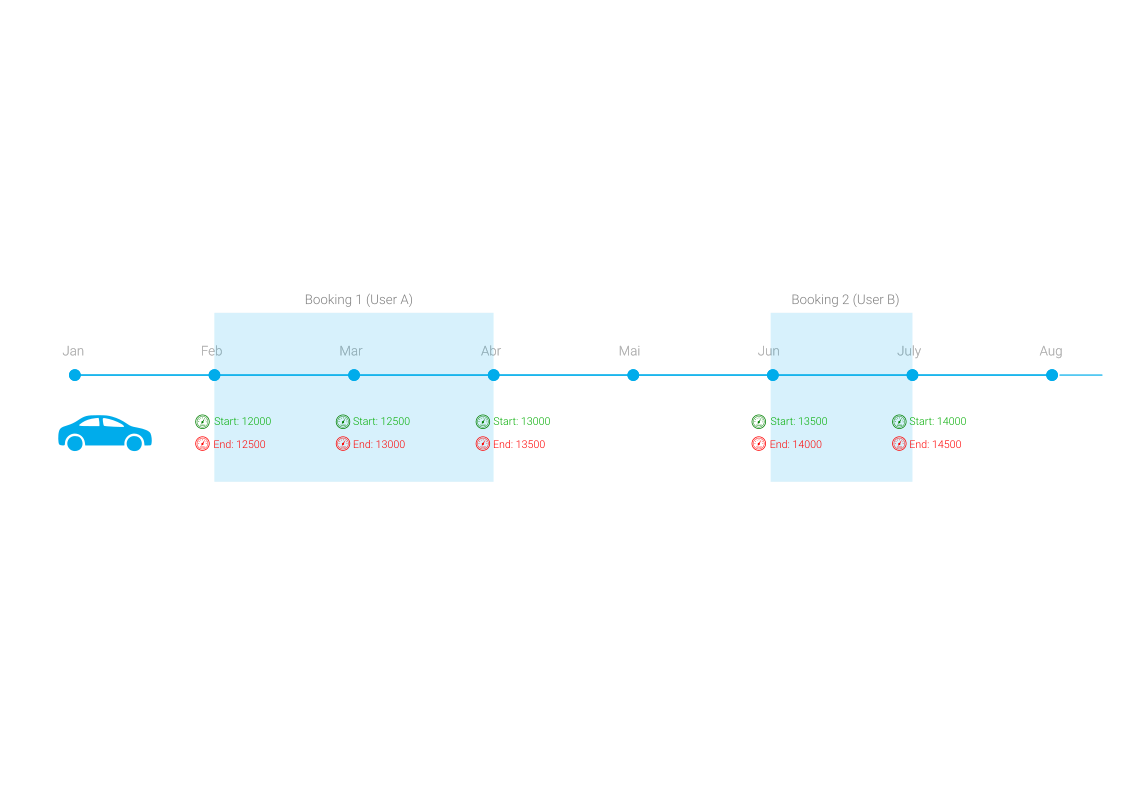 Booking 1 (User A)
Booking 2 (User B)
Jan
Feb
Mar
Abr
Mai
Jun
July
Aug
Start: 12000
Start: 12500
Start: 13000
Start: 13500
Start: 14000
End: 12500
End: 13000
End: 13500
End: 14000
End: 14500